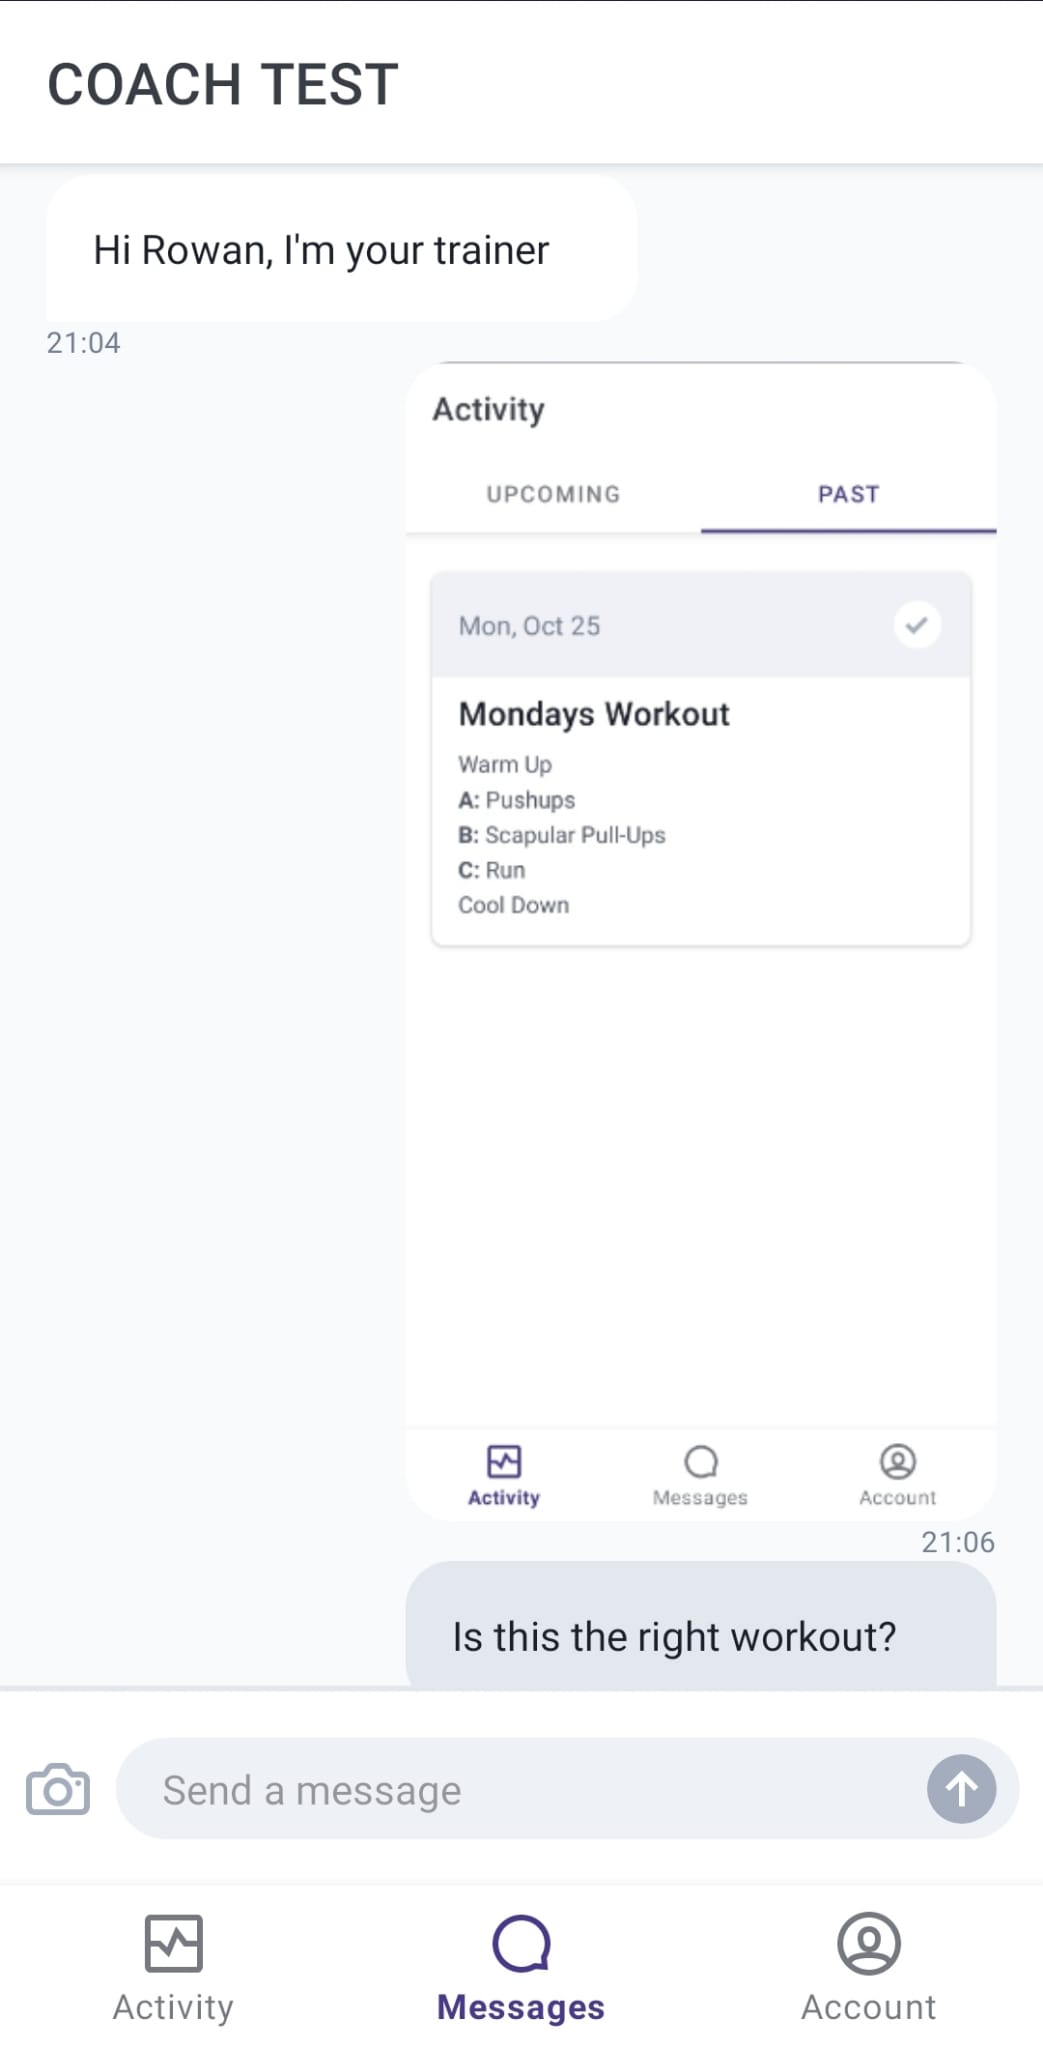 COACH TEST
Hi Rowan, I'm your trainer
21:04
Activity
UPCOMING PAST
Mon, Oct 25
Mondays Workout
Warm Up
A: Pushups
B: Scapular Pull-Ups
C: Run
Cool Down
Activity Messages Account
21:06
Is this the right workout?
Send a message
Activity Messages Account